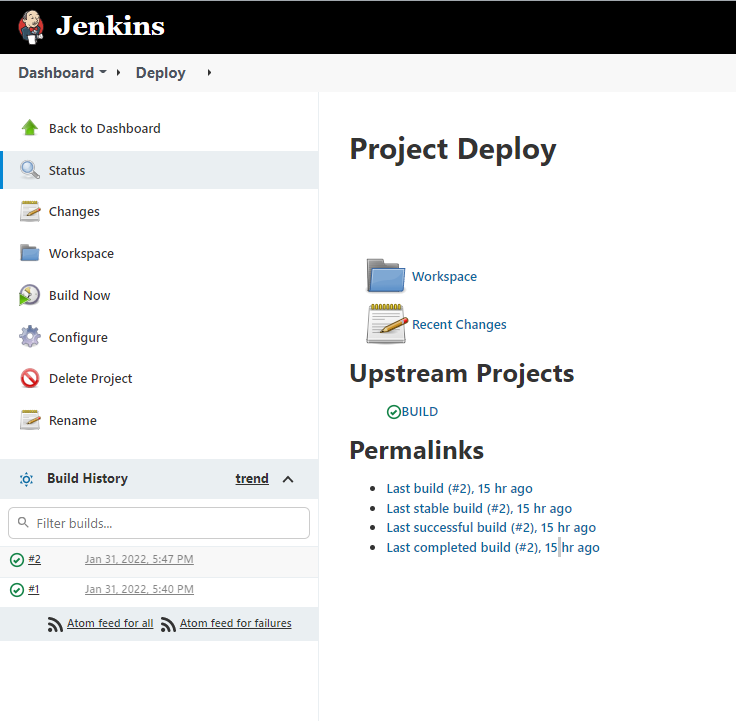 Jenkins
Dashboard
Deploy
Back to Dashboard
Status
Changes
Workspace
Build Now
Configure
Delete Project
Rename
Build History
trend
Filter builds...
#2 Jan 31, 2022, 5:47 PM
#1 Jan 31, 2022, 5:40 PM
Atom feed for all Atom feed for failures
Project Deploy
Workspace
Recent Changes
Upstream Projects
BUILD
Permalinks
Last build (#2), 15 hr ago
Last stable build (#2), 15 hr ago
Last successful build (#2), 15 hr ago
Last completed build (#2), 15 hr ago